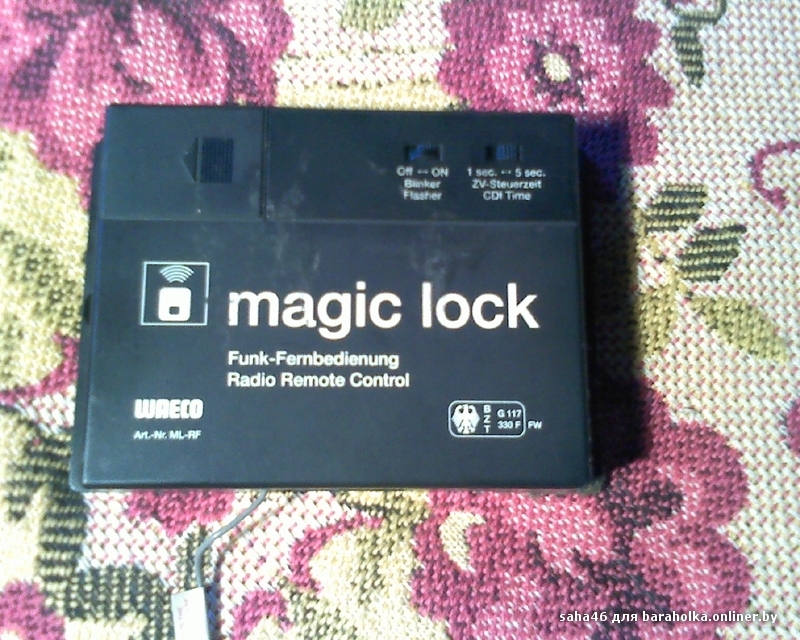 Off ↔ ON
Blinker
Flasher
1 sec. ↔ 5 sec.
ZV-Steuerzeit
CDI Time
magic lock
Funk-Fernbedienung
Radio Remote Control
WAECO
Art.-Nr. ML-RF
BZT
G 117
330 F
FW
saha46 для baraholka.onliner.by